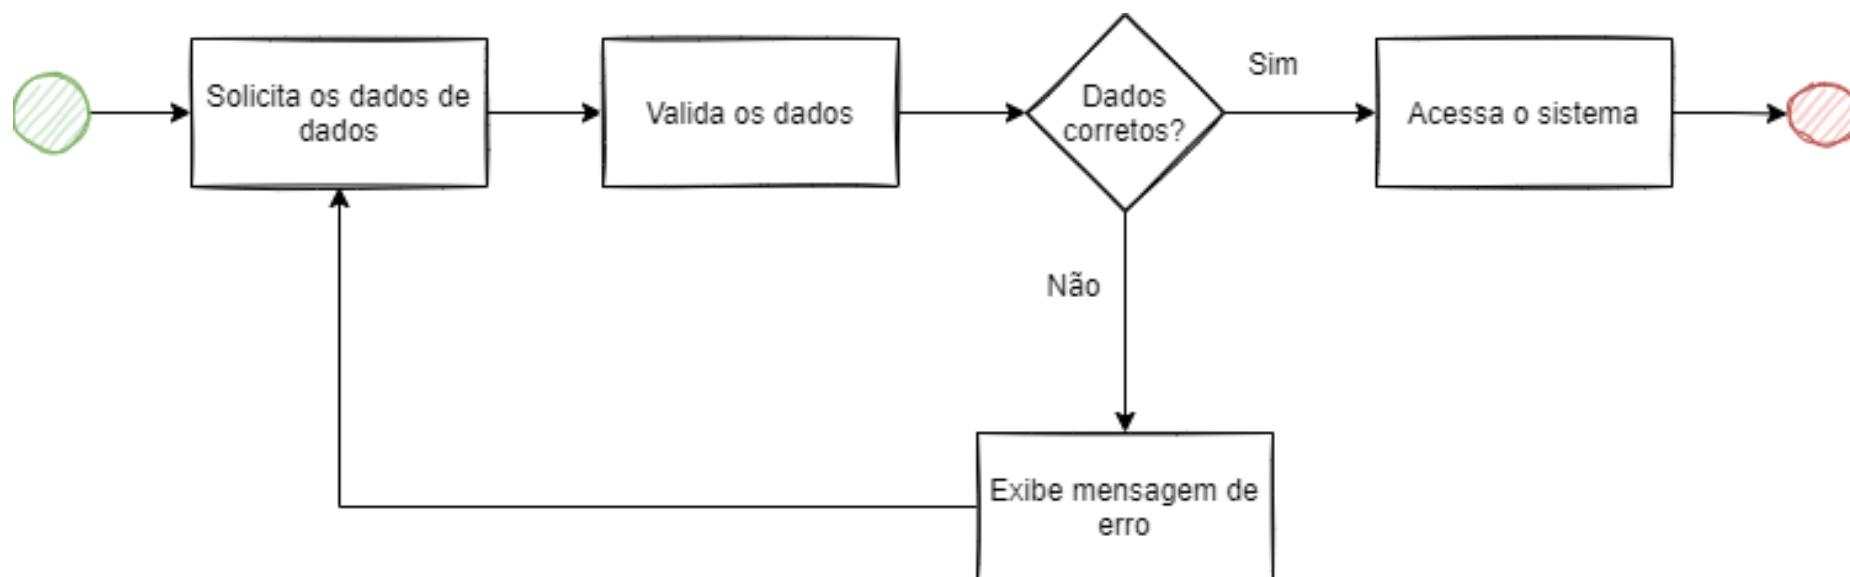 Solicita os dados de
dados
Valida os dados
Dados
corretos?
Sim
Acessa o sistema
Não
Exibe mensagem de
erro